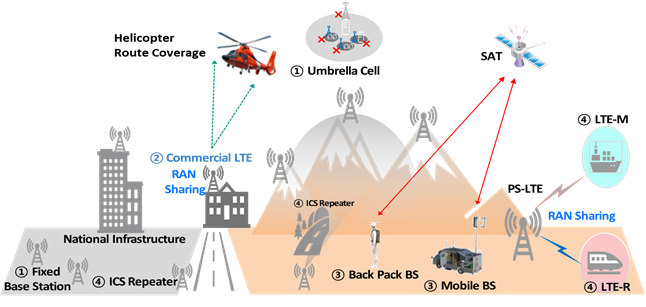 Helicopter
Route Coverage
① Umbrella Cell
SAT
④ LTE-M
② Commercial LTE
RAN
Sharing
PS-LTE
④ ICS Repeater
RAN Sharing
National Infrastructure
① Fixed
Base Station
④ ICS Repeater
③ Back Pack BS
③ Mobile BS
④ LTE-R